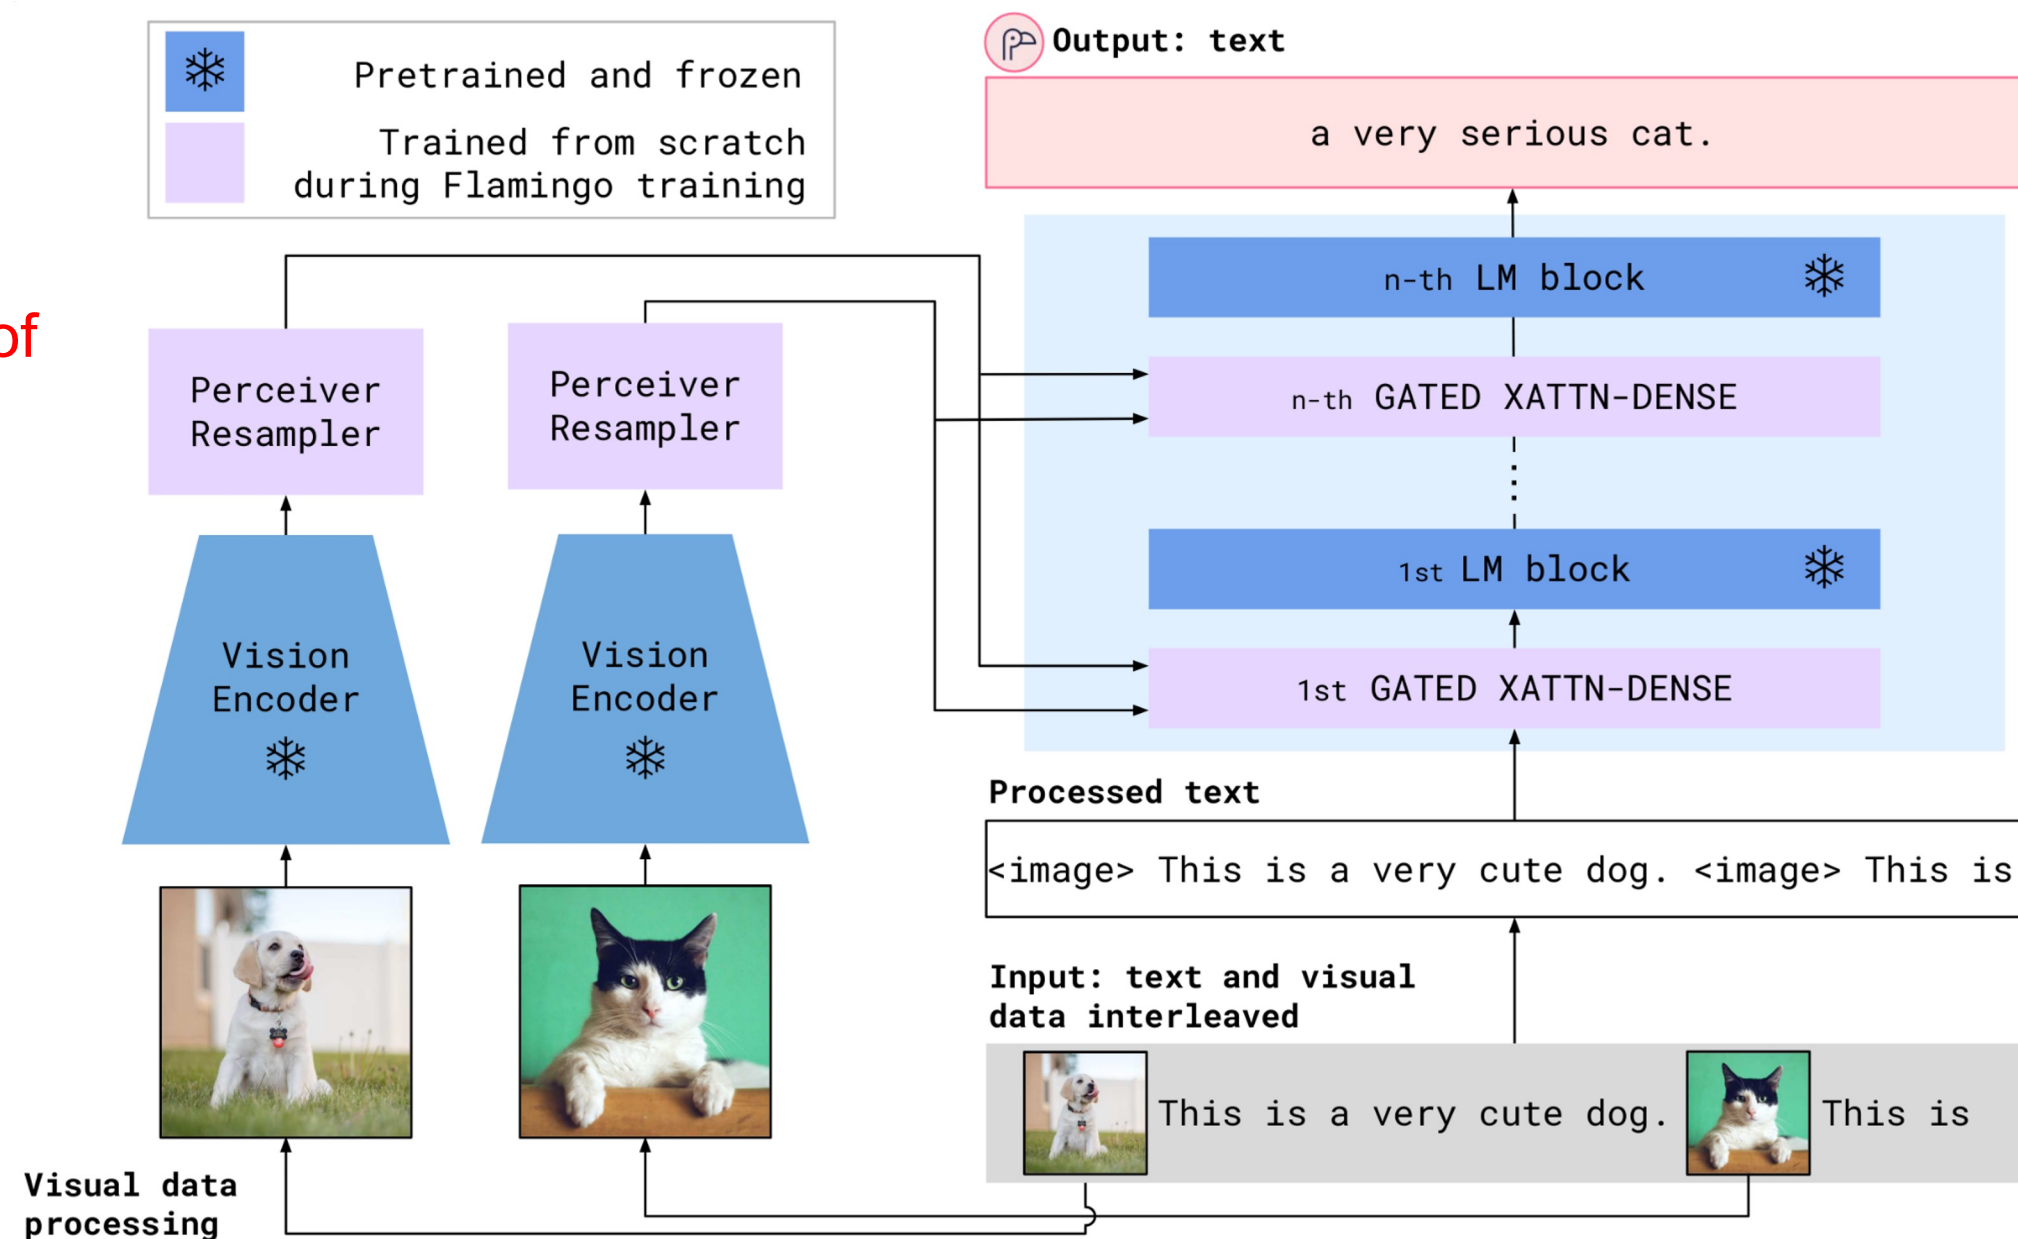 Pretrained and frozen
Trained from scratch
during Flamingo training
Output: text
a very serious cat.
n-th LM block
n-th GATED XATTN-DENSE
1st LM block
1st GATED XATTN-DENSE
of
Perceiver
Resampler
Perceiver
Resampler
Vision
Encoder
Vision
Encoder
Processed text
<image> This is a very cute dog. <image> This is
Input: text and visual
data interleaved
This is a very cute dog. This is
Visual data
processing